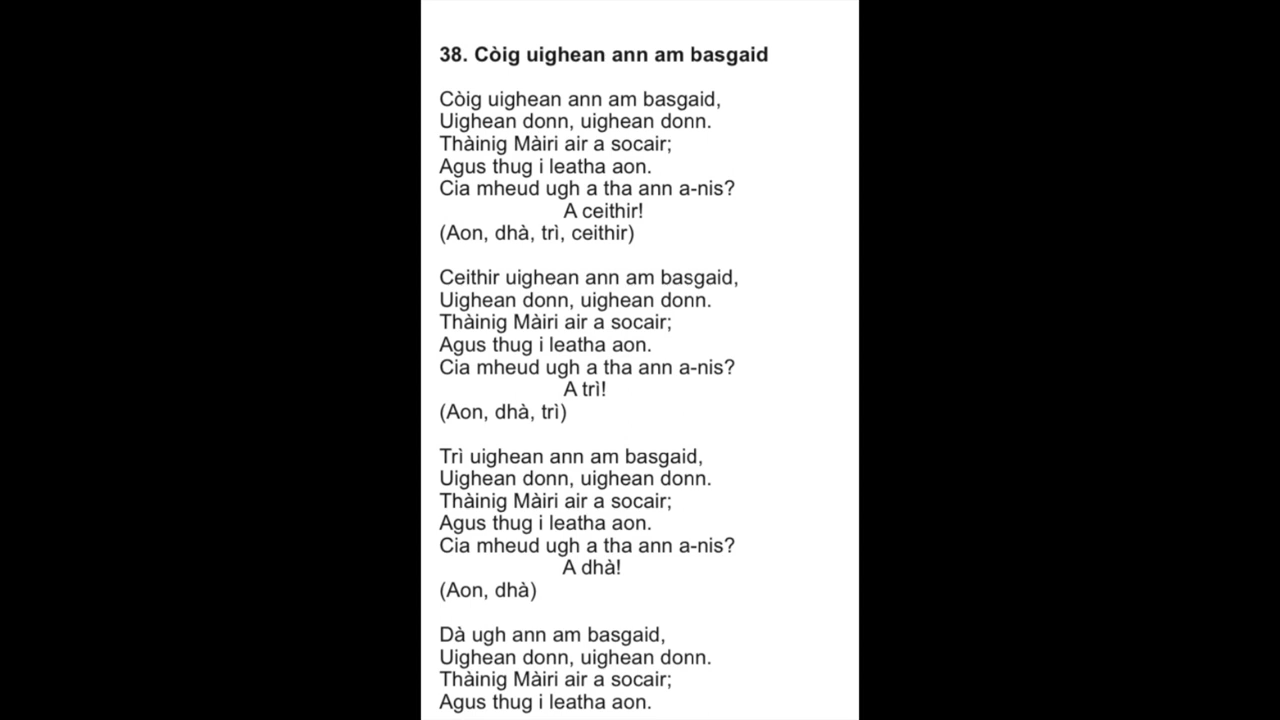 38. Còig uighean ann am basgaid
Còig uighean ann am basgaid,
Uighean donn, uighean donn.
Thàinig Màiri air a socair;
Agus thug i leatha aon.
Cia mheud ugh a tha ann a-nis?
A ceithir!
(Aon, dhà, trì, ceithir)
Ceithir uighean ann am basgaid,
Uighean donn, uighean donn.
Thàinig Màiri air a socair;
Agus thug i leatha aon.
Cia mheud ugh a tha ann a-nis?
A trì!
(Aon, dhà, trì)
Trì uighean ann am basgaid,
Uighean donn, uighean donn.
Thàinig Màiri air a socair;
Agus thug i leatha aon.
Cia mheud ugh a tha ann a-nis?
A dhà!
(Aon, dhà)
Dà ugh ann am basgaid,
Uighean donn, uighean donn.
Thàinig Màiri air a socair;
Agus thug i leatha aon.